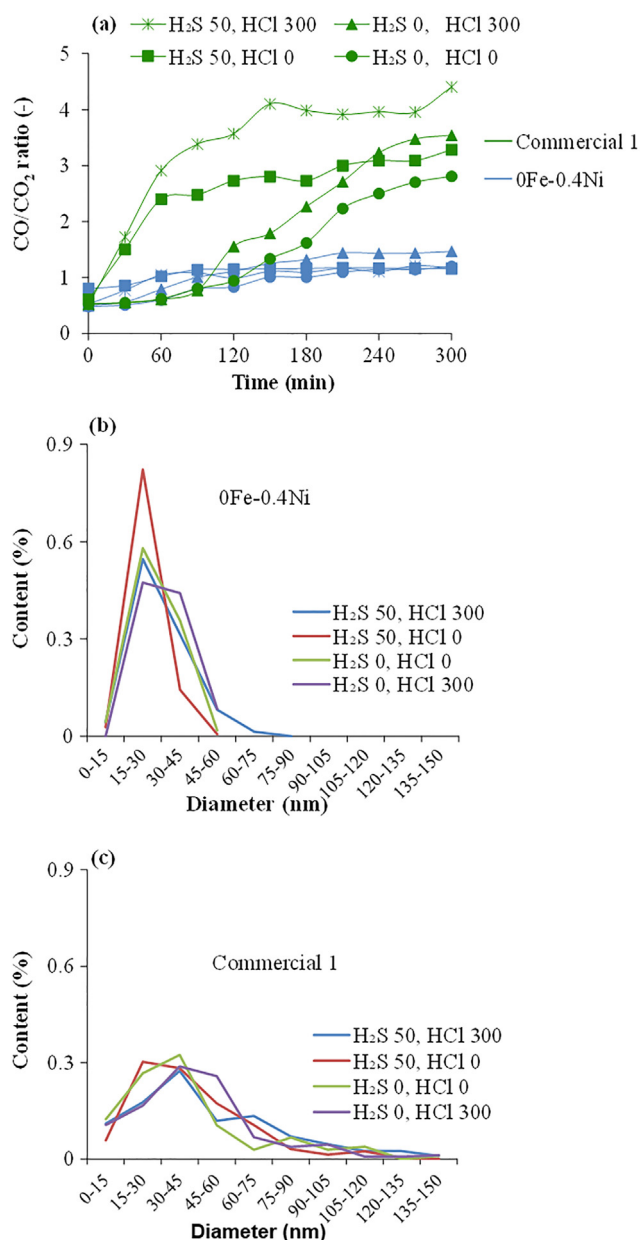 (a)
H₂S 50, HCl 300
H₂S 0, HCl 300
H₂S 50, HCl 0
H₂S 0, HCl 0
CO/CO₂ ratio (-)
5
4
3
2
1
0
Commercial 1
0Fe-0.4Ni
0 60 120 180 240 300
Time (min)
(b)
0Fe-0.4Ni
Content (%)
0.9
0.6
0.3
0
H₂S 50, HCl 300
H₂S 50, HCl 0
H₂S 0, HCl 0
H₂S 0, HCl 300
0-15 15-30 30-45 45-60 60-75 75-90 90-105 105-120 120-135 135-150
Diameter (nm)
(c)
Commercial 1
Content (%)
0.9
0.6
0.3
0
H₂S 50, HCl 300
H₂S 50, HCl 0
H₂S 0, HCl 0
H₂S 0, HCl 300
0-15 15-30 30-45 45-60 60-75 75-90 90-105 105-120 120-135 135-150
Diameter (nm)